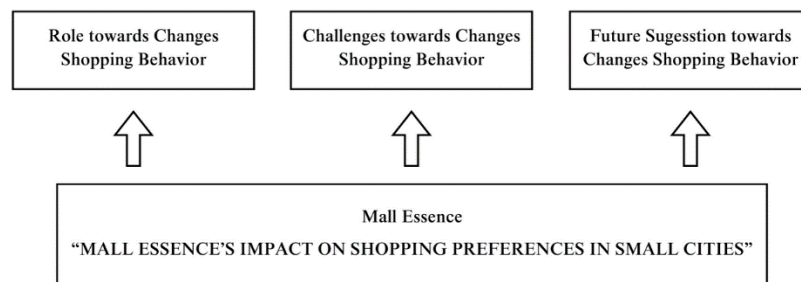 Role towards Changes
Shopping Behavior
Challenges towards Changes
Shopping Behavior
Future Sugesstion towards
Changes Shopping Behavior
Mall Essence
“MALL ESSENCE’S IMPACT ON SHOPPING PREFERENCES IN SMALL CITIES”